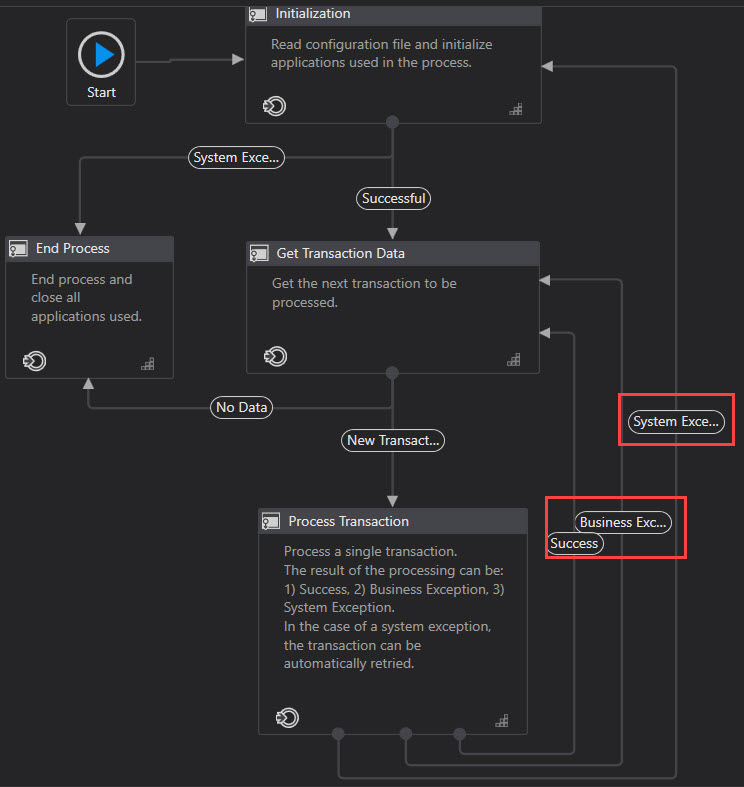 Initialization
Read configuration file and initialize
applications used in the process.
Start
System Exce...
Successful
End Process
End process and
close all
applications used.
Get Transaction Data
Get the next transaction to be
processed.
No Data
New Transact...
System Exce...
Business Exc...
Success
Process Transaction
Process a single transaction.
The result of the processing can be:
1) Success, 2) Business Exception, 3)
System Exception.
In the case of a system exception,
the transaction can be
automatically retried.